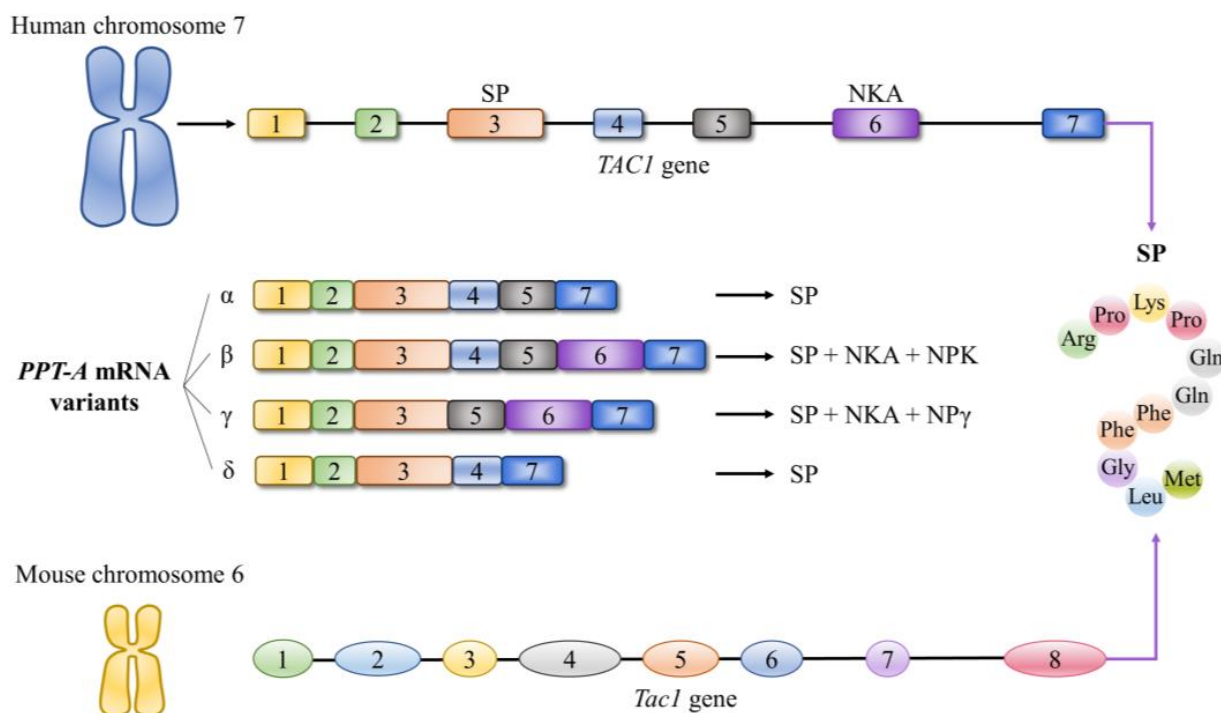 Human chromosome 7
SP
NKA
1 2 3 4 5 6 7
TAC1 gene
SP
α 1 2 3 4 5 7 SP
β 1 2 3 4 5 6 7 SP + NKA + NPK
PPT-A mRNA
variants
γ 1 2 3 5 6 7 SP + NKA + NPγ
δ 1 2 3 4 7 SP
Arg
Pro
Lys
Pro
Gln
Gln
Phe
Phe
Gly
Leu
Met
Mouse chromosome 6
1 2 3 4 5 6 7 8
Tac1 gene